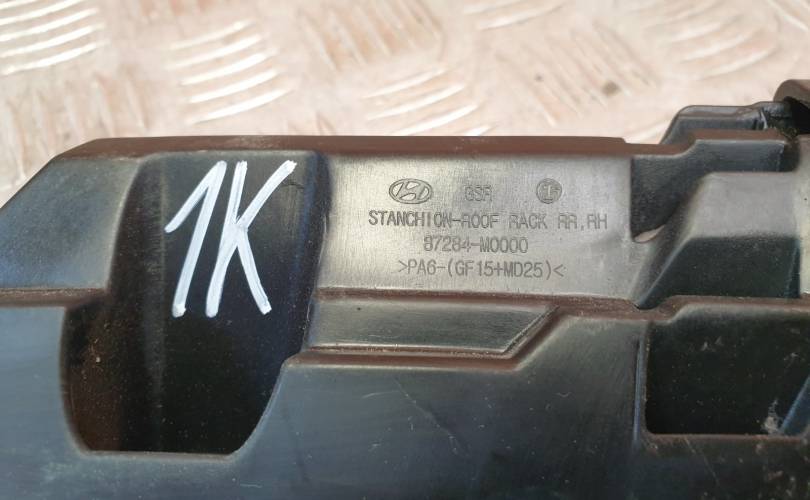 1K
GSR
STANCHION-ROOF RACK RR,RH
87284-M0000
>PA6-(GF15+MD25)<